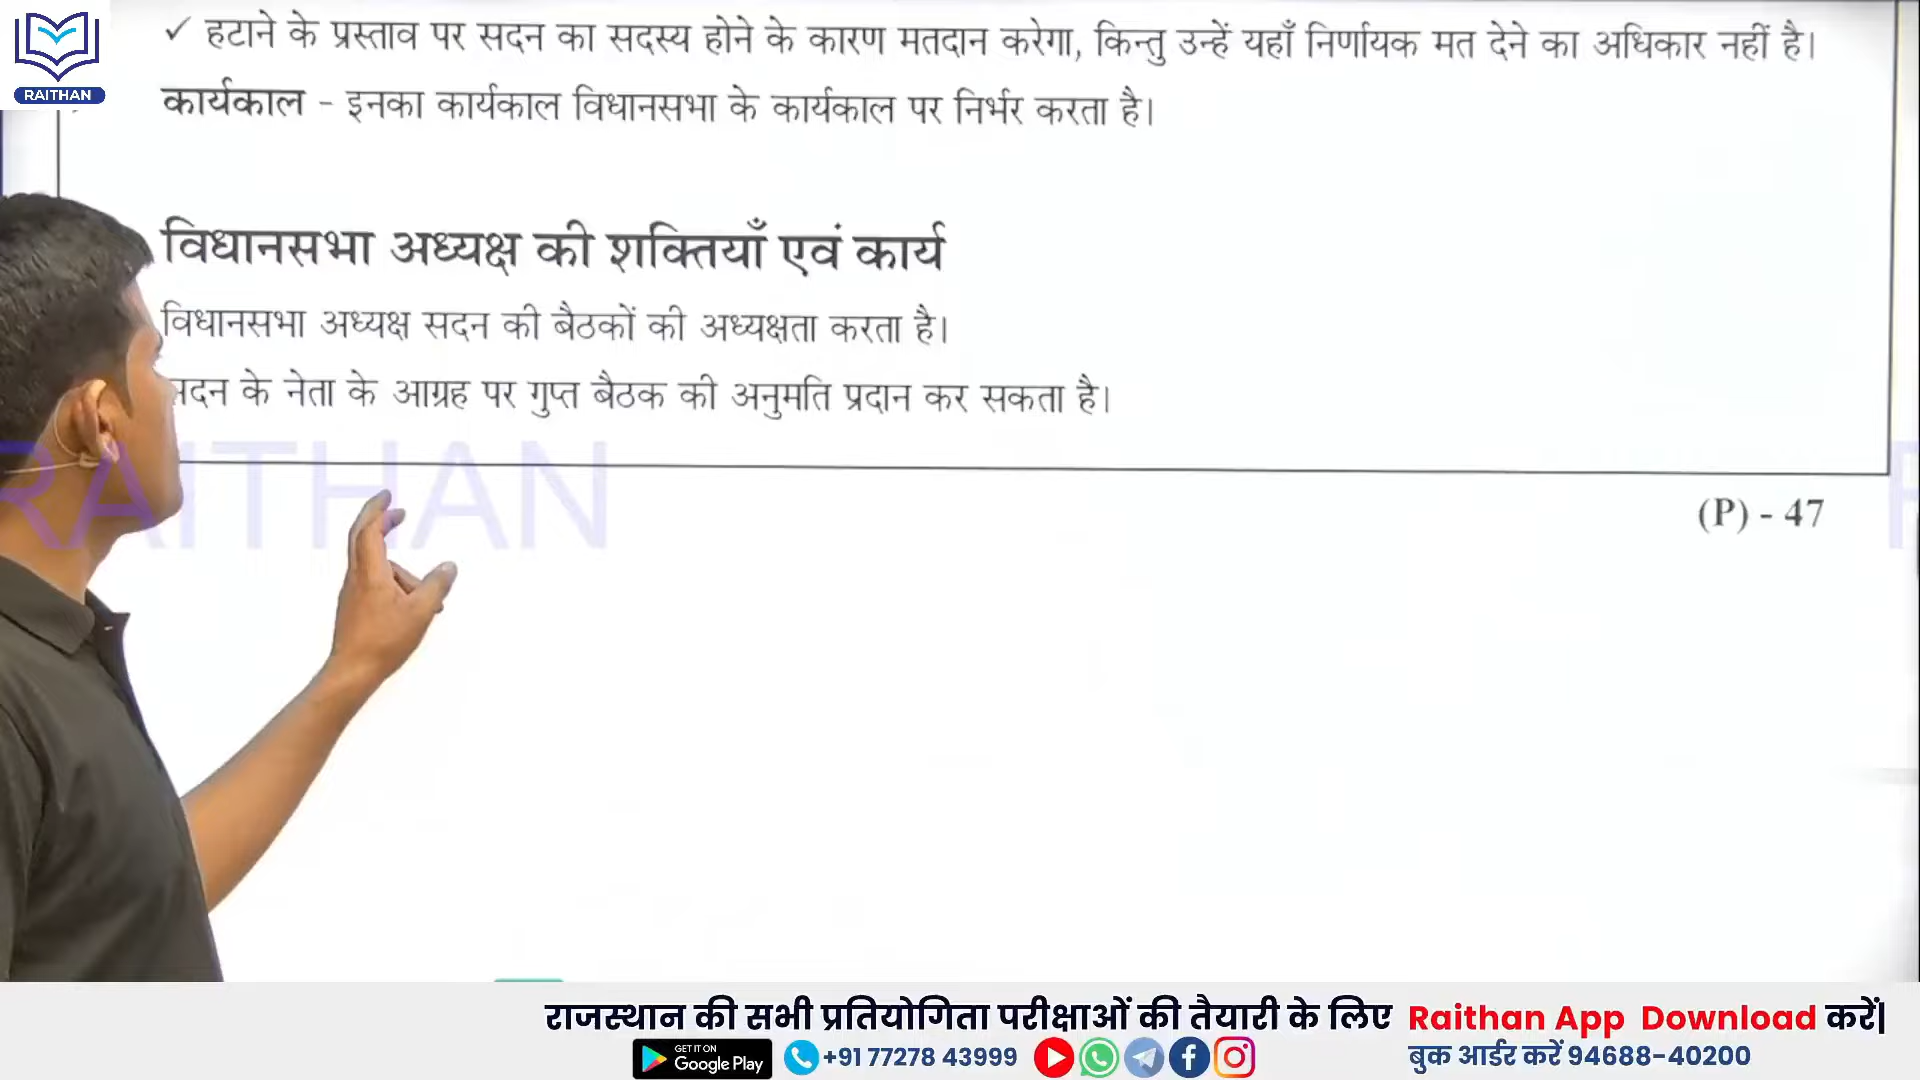 RAITHAN
✓ हटाने के प्रस्ताव पर सदन का सदस्य होने के कारण मतदान करेगा, किन्तु उन्हें यहाँ निर्णायक मत देने का अधिकार नहीं है।
कार्यकाल - इनका कार्यकाल विधानसभा के कार्यकाल पर निर्भर करता है।
विधानसभा अध्यक्ष की शक्तियाँ एवं कार्य
विधानसभा अध्यक्ष सदन की बैठकों की अध्यक्षता करता है।
सदन के नेता के आग्रह पर गुप्त बैठक की अनुमति प्रदान कर सकता है।
RAITHAN
(P) - 47
राजस्थान की सभी प्रतियोगिता परीक्षाओं की तैयारी के लिए Raithan App Download करें|
GET IT ON Google Play +91 77278 43999 बुक आर्डर करें 94688-40200